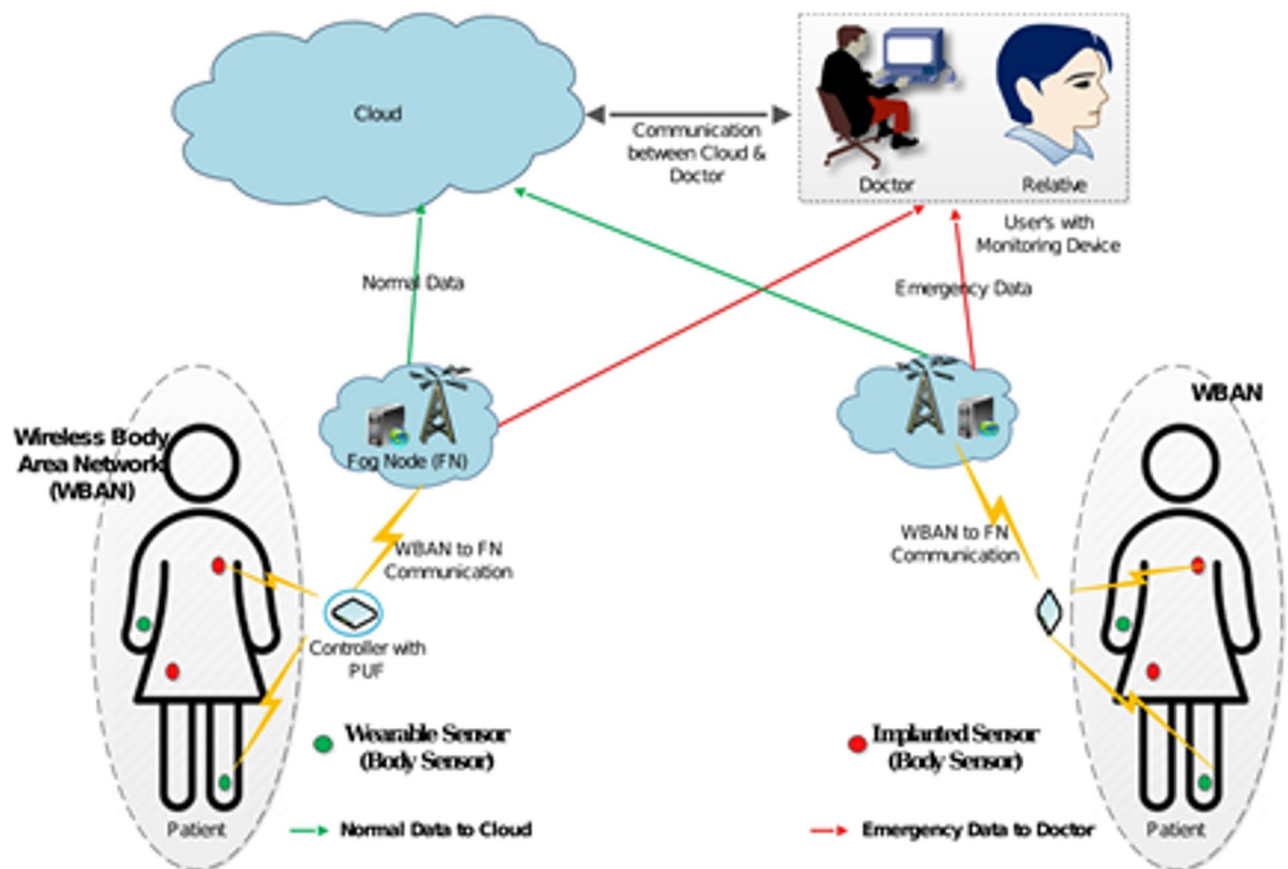 Cloud
Communication
between Cloud &
Doctor
Doctor
Relative
User's with
Monitoring Device
Normal Data
Emergency Data
Wireless Body
Area Network
(WBAN)
Fog Node (FN)
WBAN
WBAN to FN
Communication
WBAN to FN
Communication
Controller with
PUF
Wearable Sensor
(Body Sensor)
Implanted Sensor
(Body Sensor)
Patient
Normal Data to Cloud
Emergency Data to Doctor
Patient